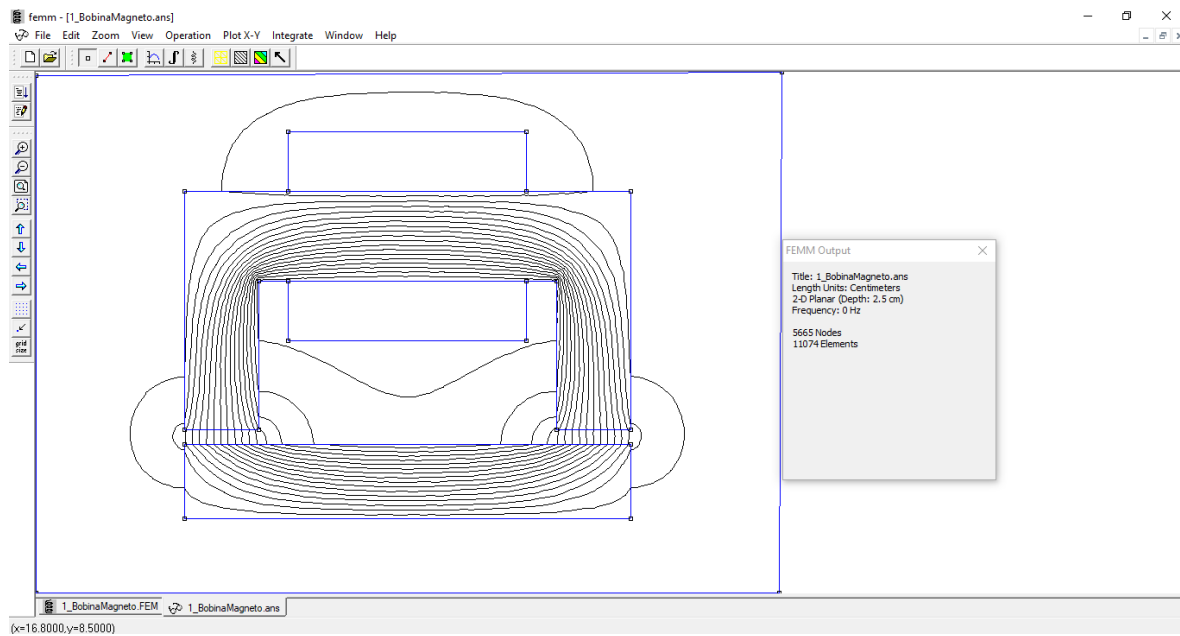 femm - [1_BobinaMagneto.ans]
File Edit Zoom View Operation Plot X-Y Integrate Window Help
grid
size
FEMM Output
Title: 1_BobinaMagneto.ans
Length Units: Centimeters
2-D Planar (Depth: 2.5 cm)
Frequency: 0 Hz
5665 Nodes
11074 Elements
1_BobinaMagneto.FEM
1_BobinaMagneto.ans
(x=16.8000,y=8.5000)